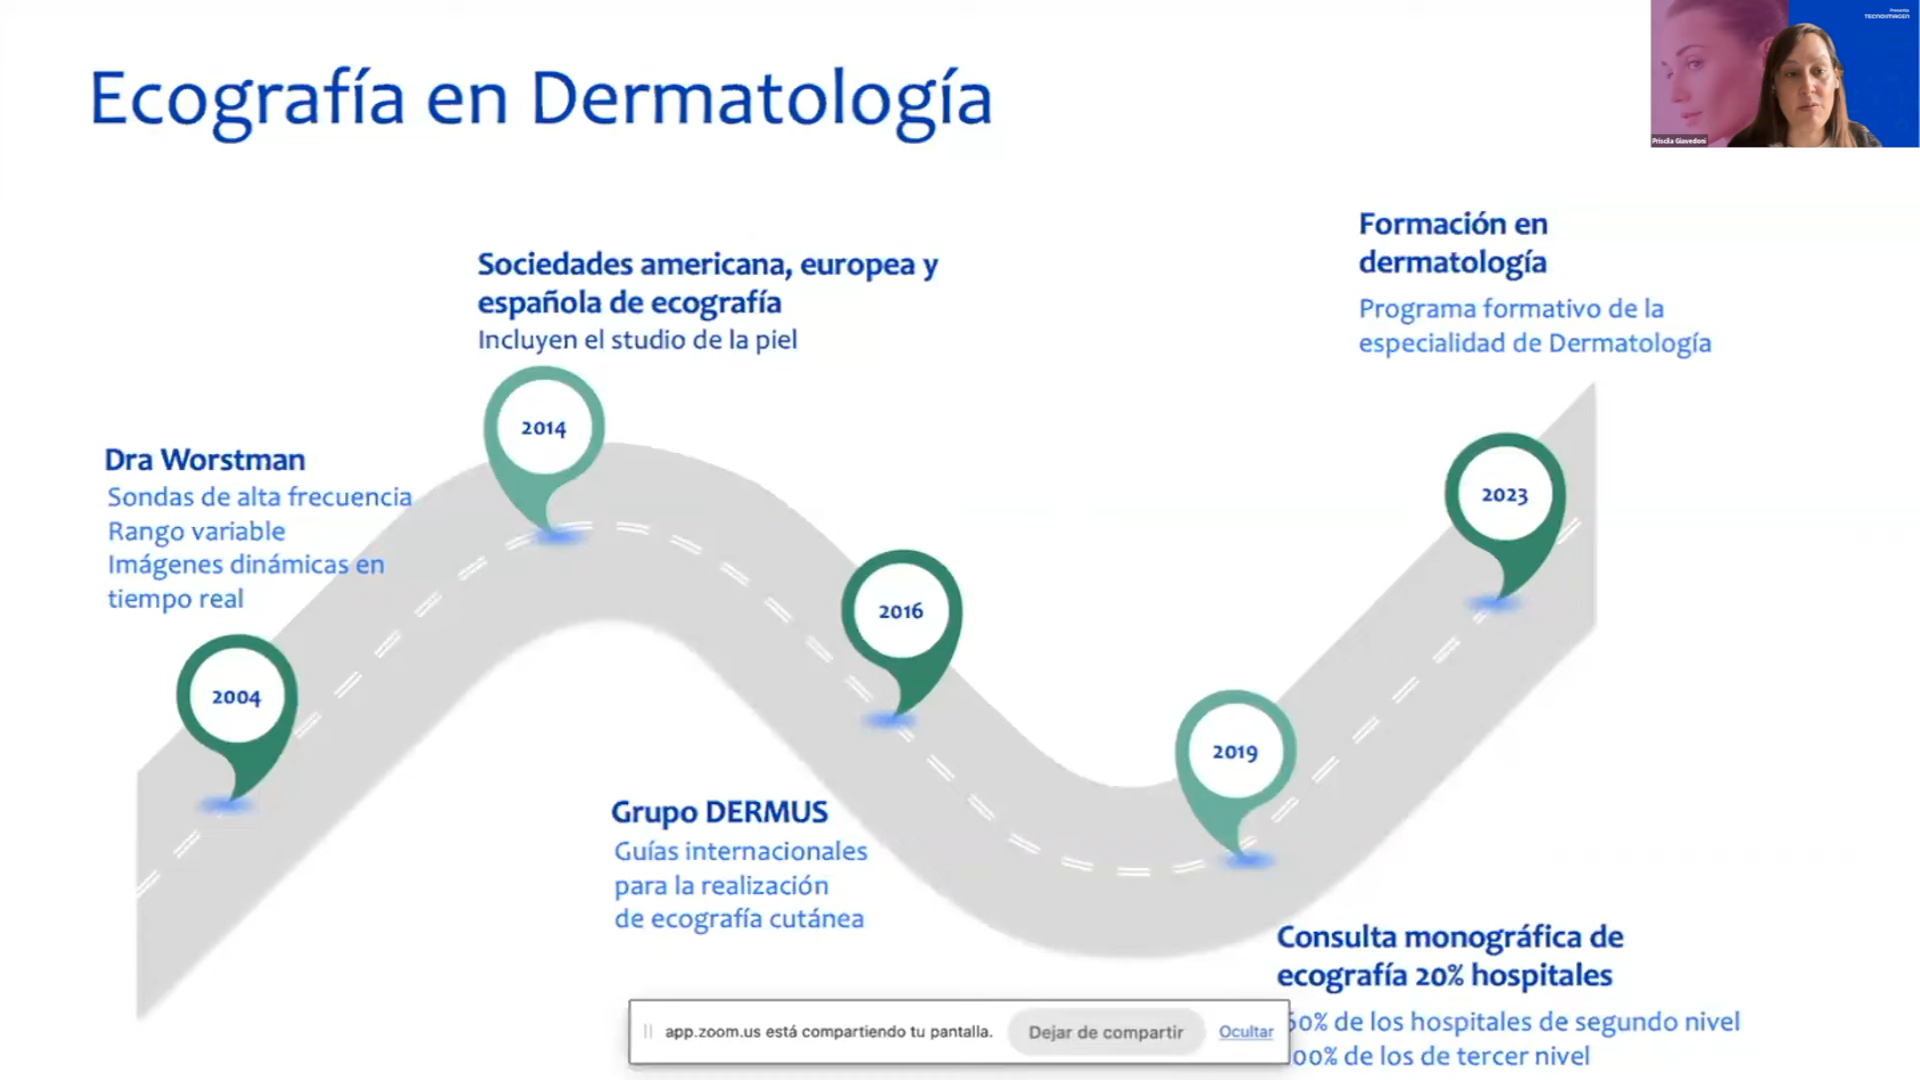 Ecografía en Dermatología
Presenta
TECNOIMAGEN
Priscila Giavedoni
Formación en
dermatología
Programa formativo de la
especialidad de Dermatología
Sociedades americana, europea y
española de ecografía
Incluyen el studio de la piel
2014
Dra Worstman
Sondas de alta frecuencia
Rango variable
Imágenes dinámicas en
tiempo real
2004
2023
2016
2019
Grupo DERMUS
Guías internacionales
para la realización
de ecografía cutánea
Consulta monográfica de
ecografía 20% hospitales
de los hospitales de segundo nivel
de los de tercer nivel
app.zoom.us está compartiendo tu pantalla.
Dejar de compartir
Ocultar